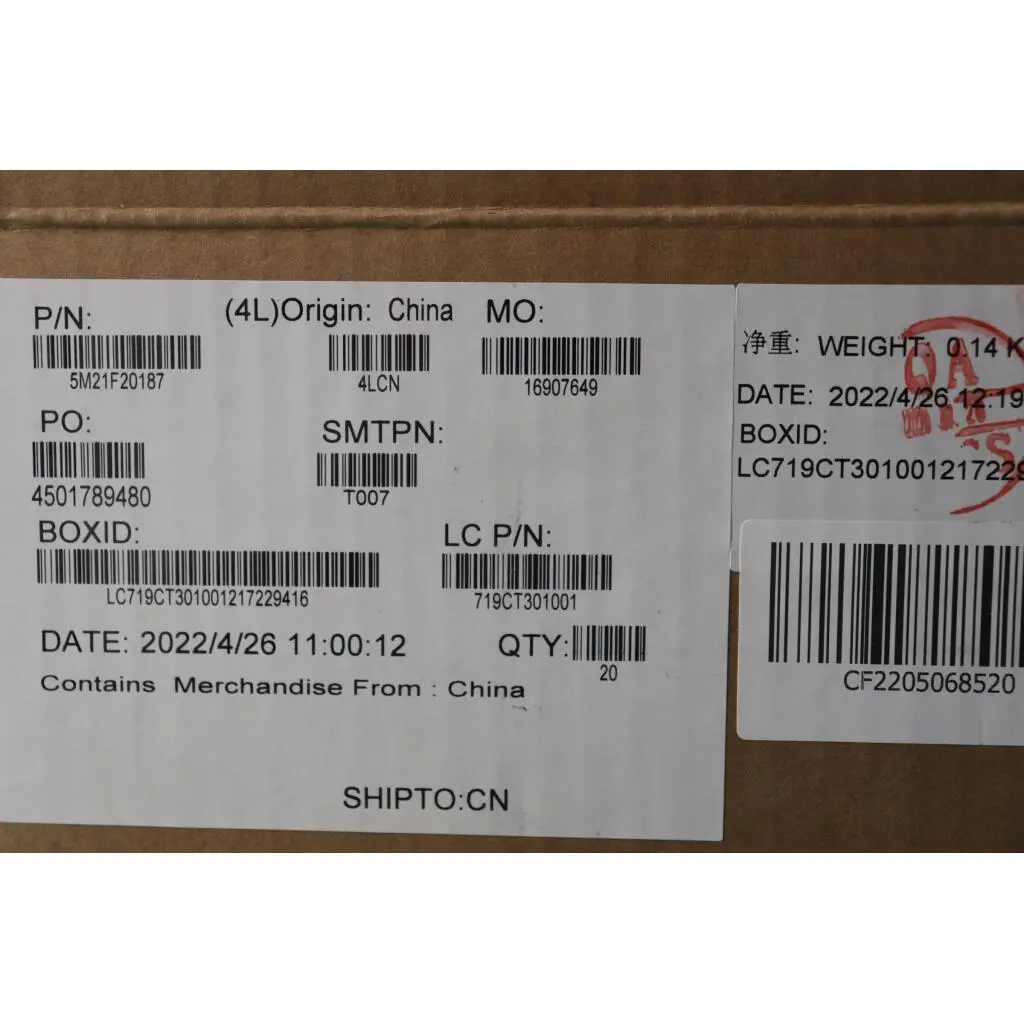 P/N:
(4L)Origin: China
MO:
5M21F20187
4LCN
16907649
PO:
SMTPN:
4501789480
T007
BOXID:
LC P/N:
LC719CT301001217229416
719CT301001
DATE: 2022/4/26 11:00:12
QTY:
20
Contains Merchandise From : China
SHIPTO:CN
净重: WEIGHT: 0.14 K
DATE: 2022/4/26 12:19
BOXID:
LC719CT301001217229
QA
CF2205068520